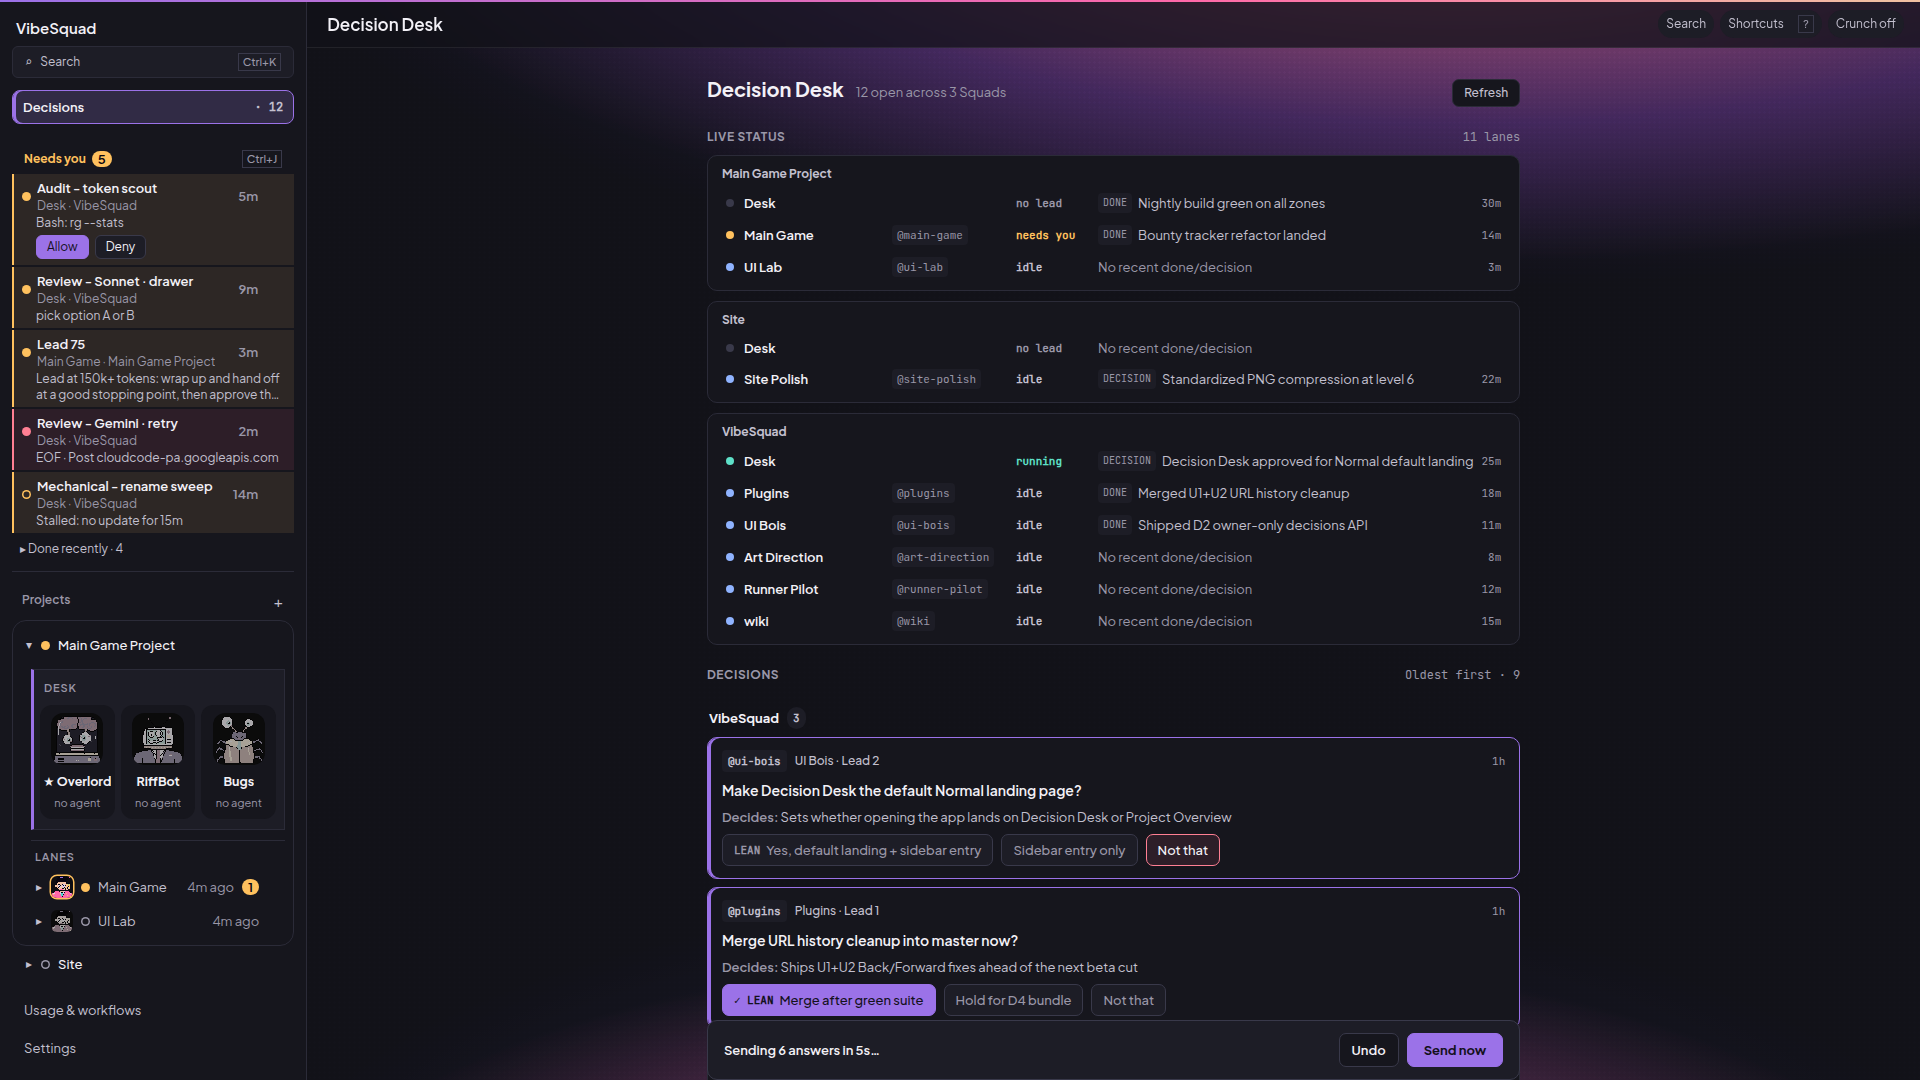 VibeSquad
Search Ctrl+K
Decisions · 12
Needs you 5 Ctrl+J
Audit – token scout 5m
Desk · VibeSquad
Bash: rg --stats
Allow Deny
Review – Sonnet · drawer 9m
Desk · VibeSquad
pick option A or B
Lead 75 3m
Main Game · Main Game Project
Lead at 150k+ tokens: wrap up and hand off
at a good stopping point, then approve th…
Review – Gemini · retry 2m
Desk · VibeSquad
EOF · Post cloudcode-pa.googleapis.com
Mechanical – rename sweep 14m
Desk · VibeSquad
Stalled: no update for 15m
▸ Done recently · 4
Projects +
▾ Main Game Project
DESK
★ Overlord RiffBot Bugs
no agent no agent no agent
LANES
▸ Main Game 4m ago 1
▸ UI Lab 4m ago
▸ Site
Usage & workflows
Settings
Decision Desk Search Shortcuts ? Crunch off
Decision Desk 12 open across 3 Squads Refresh
LIVE STATUS 11 lanes
Main Game Project
Desk no lead DONE Nightly build green on all zones 30m
Main Game @main-game needs you DONE Bounty tracker refactor landed 14m
UI Lab @ui-lab idle No recent done/decision 3m
Site
Desk no lead No recent done/decision
Site Polish @site-polish idle DECISION Standardized PNG compression at level 6 22m
VibeSquad
Desk running DECISION Decision Desk approved for Normal default landing 25m
Plugins @plugins idle DONE Merged U1+U2 URL history cleanup 18m
UI Bois @ui-bois idle DONE Shipped D2 owner-only decisions API 11m
Art Direction @art-direction idle No recent done/decision 8m
Runner Pilot @runner-pilot idle No recent done/decision 12m
wiki @wiki idle No recent done/decision 15m
DECISIONS Oldest first · 9
VibeSquad 3
@ui-bois UI Bois · Lead 2 1h
Make Decision Desk the default Normal landing page?
Decides: Sets whether opening the app lands on Decision Desk or Project Overview
LEAN Yes, default landing + sidebar entry Sidebar entry only Not that
@plugins Plugins · Lead 1 1h
Merge URL history cleanup into master now?
Decides: Ships U1+U2 Back/Forward fixes ahead of the next beta cut
✓ LEAN Merge after green suite Hold for D4 bundle Not that
Sending 6 answers in 5s… Undo Send now